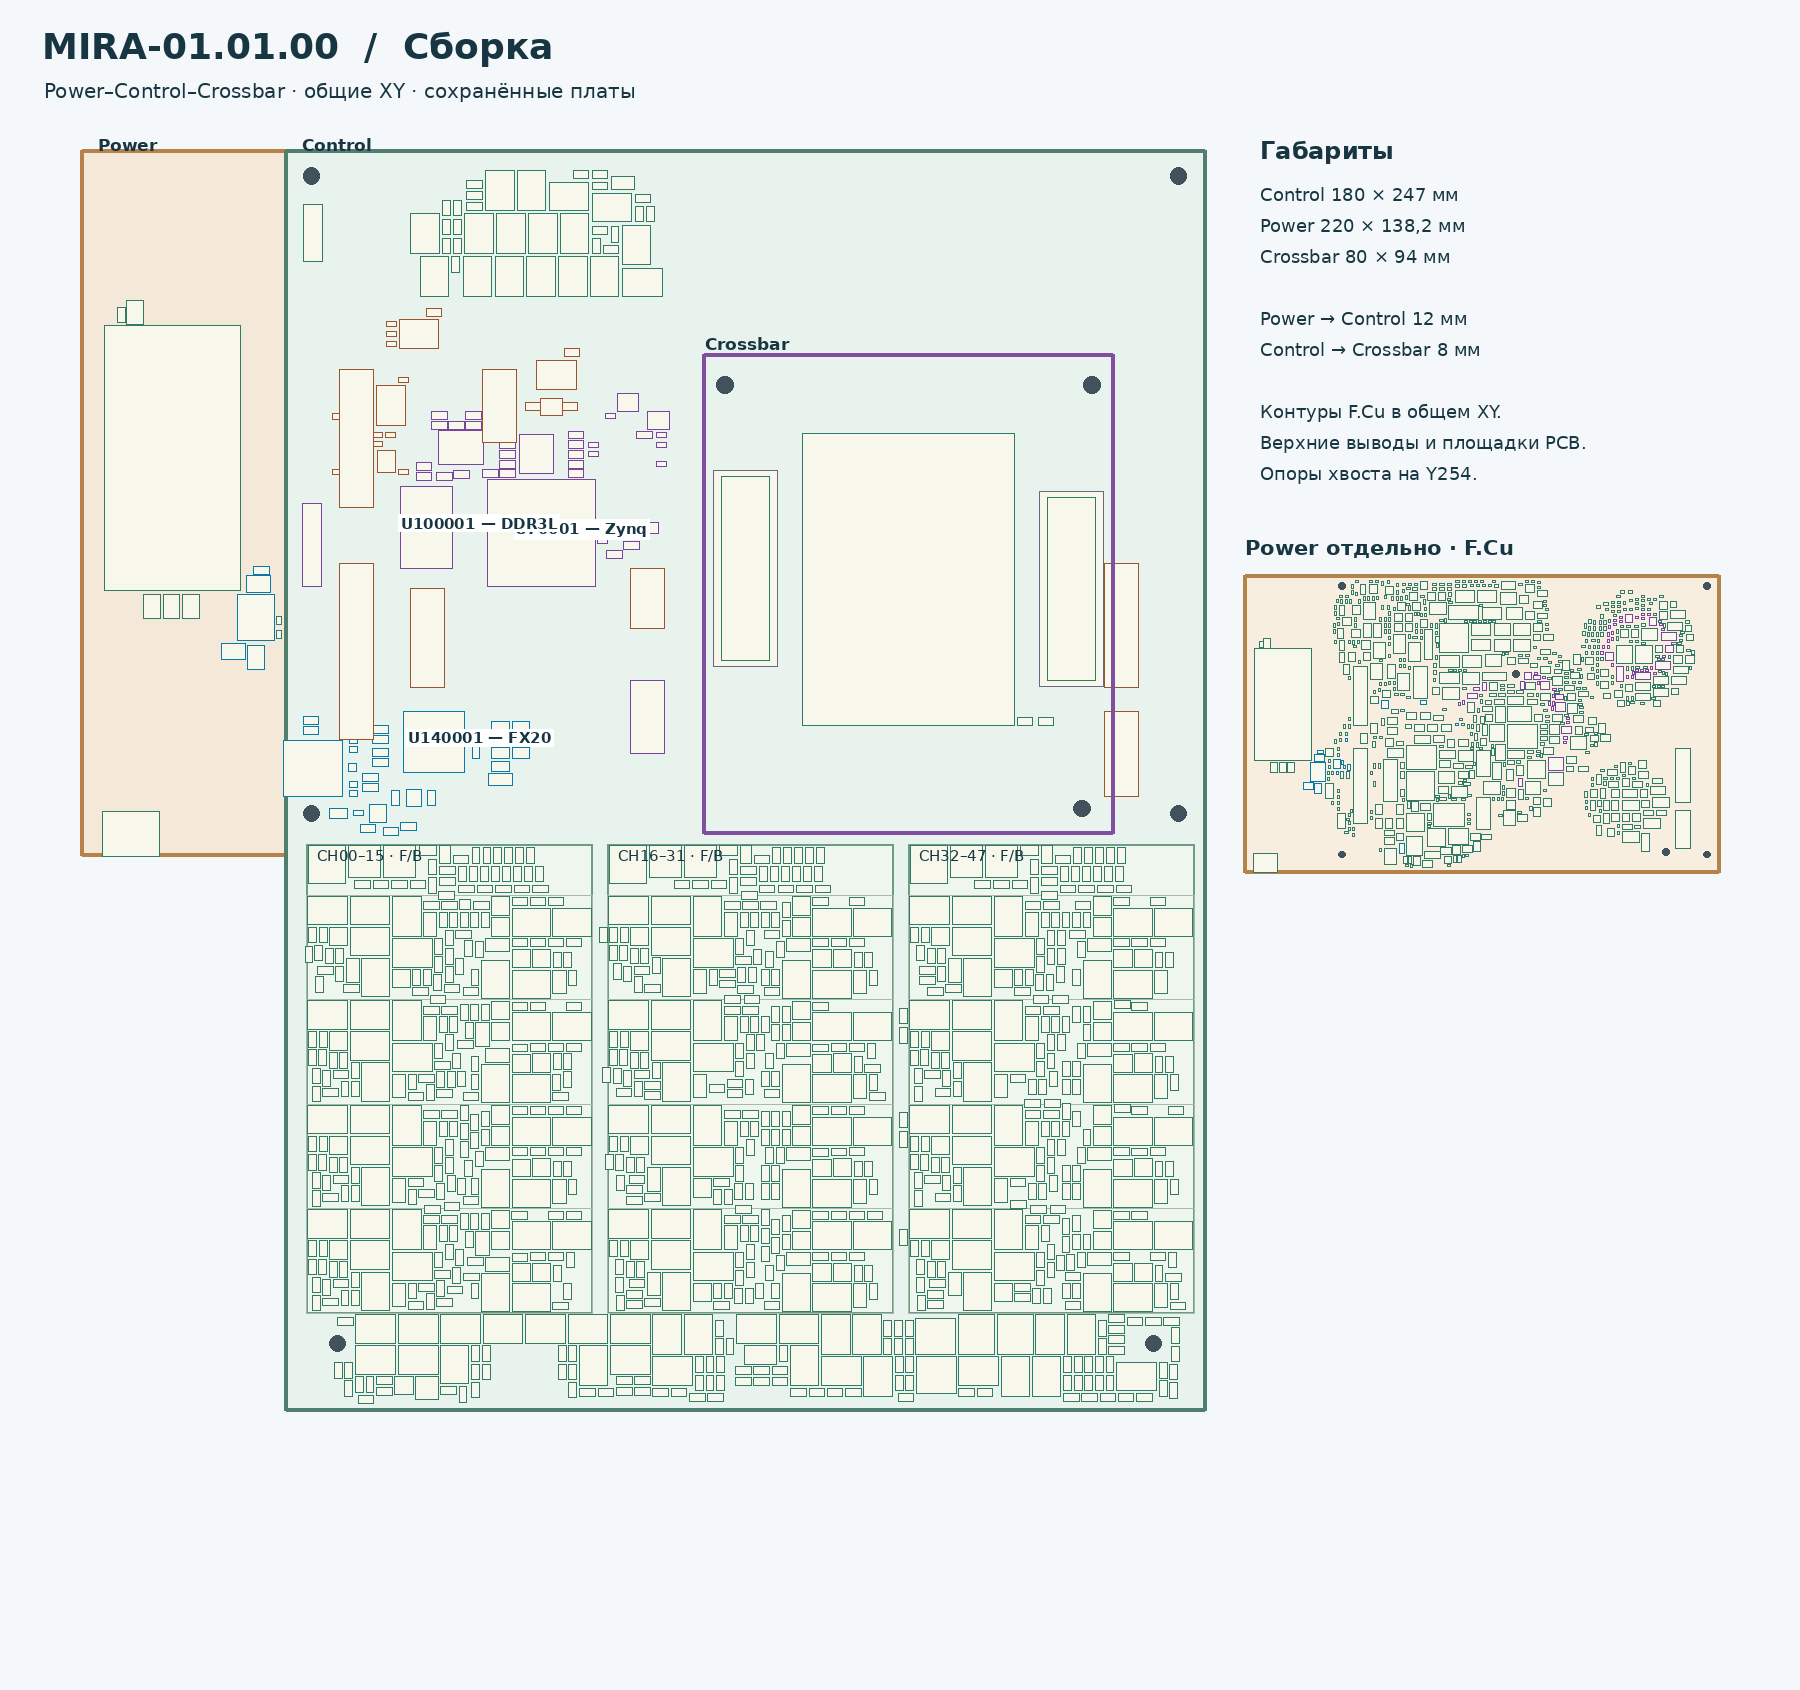 MIRA-01.01.00 / Сборка
Power–Control–Crossbar · общие XY · сохранённые платы
Power
Control
Габариты
Control 180 × 247 мм
Power 220 × 138,2 мм
Crossbar 80 × 94 мм
Power → Control 12 мм
Control → Crossbar 8 мм
Контуры F.Cu в общем XY.
Верхние выводы и площадки PCB.
Опоры хвоста на Y254.
Crossbar
U100001 — DDR3L
01 — Zynq
Power отдельно · F.Cu
U140001 — FX20
CH00–15 · F/B
CH16–31 · F/B
CH32–47 · F/B